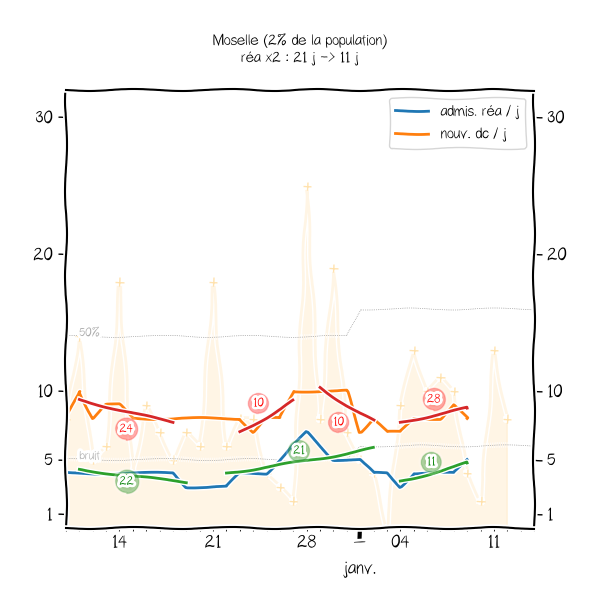 Moselle (2% de la population)
réa x2 : 21 j -> 11 j
admis. réa / j
nouv. dc / j
30 30
20 20
50%
10 10
10 28
24 10
21
bruit 11
5 5
22
1 1
14 21 28 1 04 11
janv.